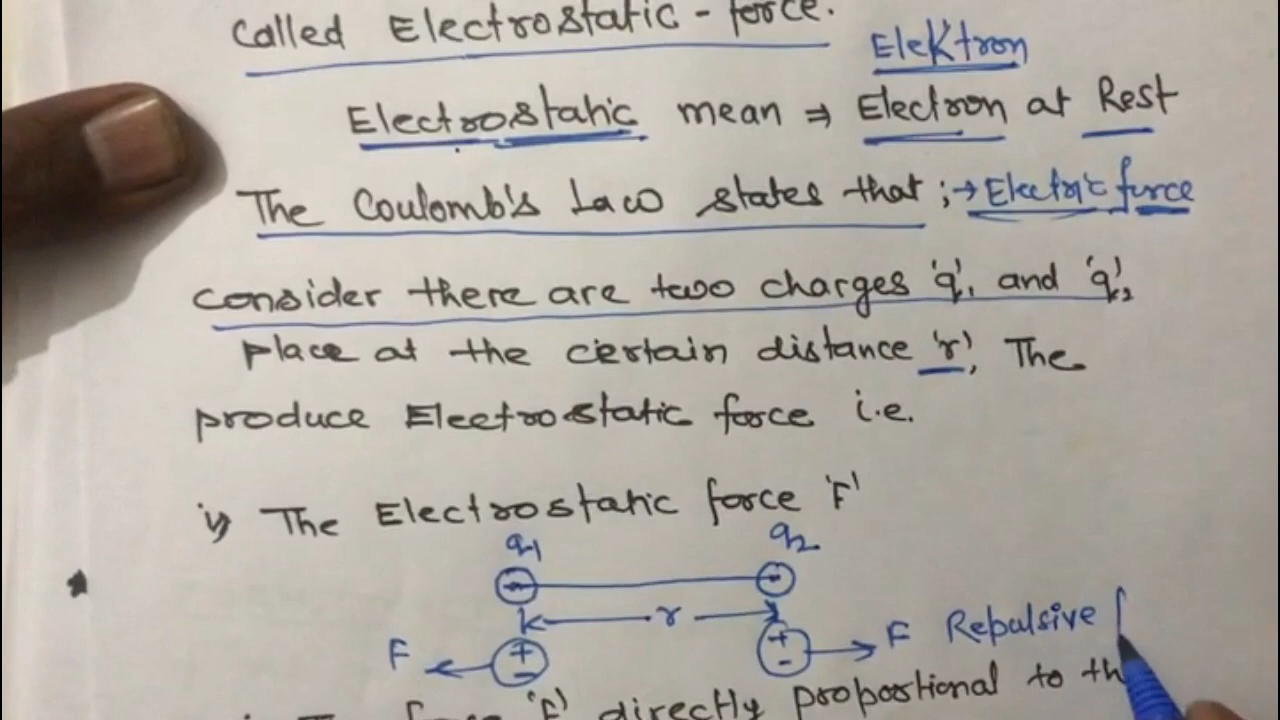 Called Electrostatic - force.
Elektron
Electrostatic mean ⇒ Electron at Rest
The Coulomb's Law states that ;→ Electric force
Consider there are two charges 'q1' and 'q2'
place at the certain distance 'r', The
produce Electrostatic force i.e.
i) The Electrostatic force 'F'
q1 q2
- -
r
F + - + - F Repulsive f
force 'F' directly proportional to th